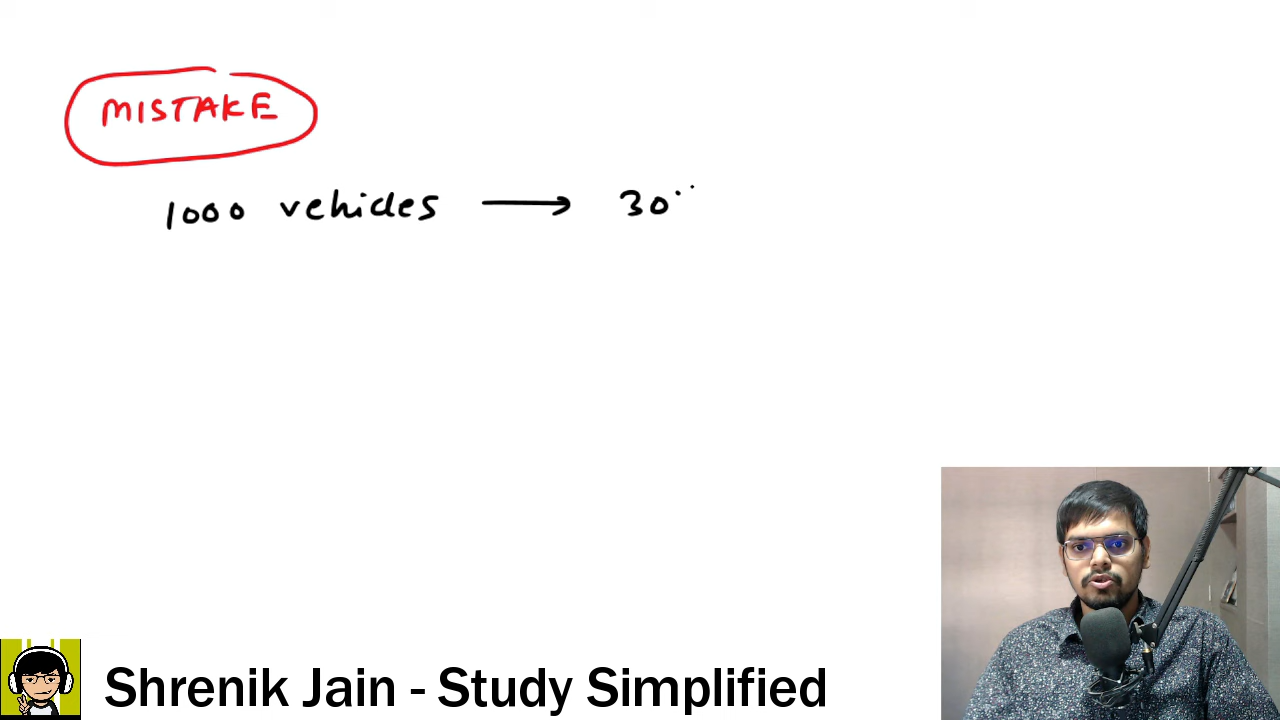 MISTAKE
1000 vehicles → 30
Shrenik Jain - Study Simplified